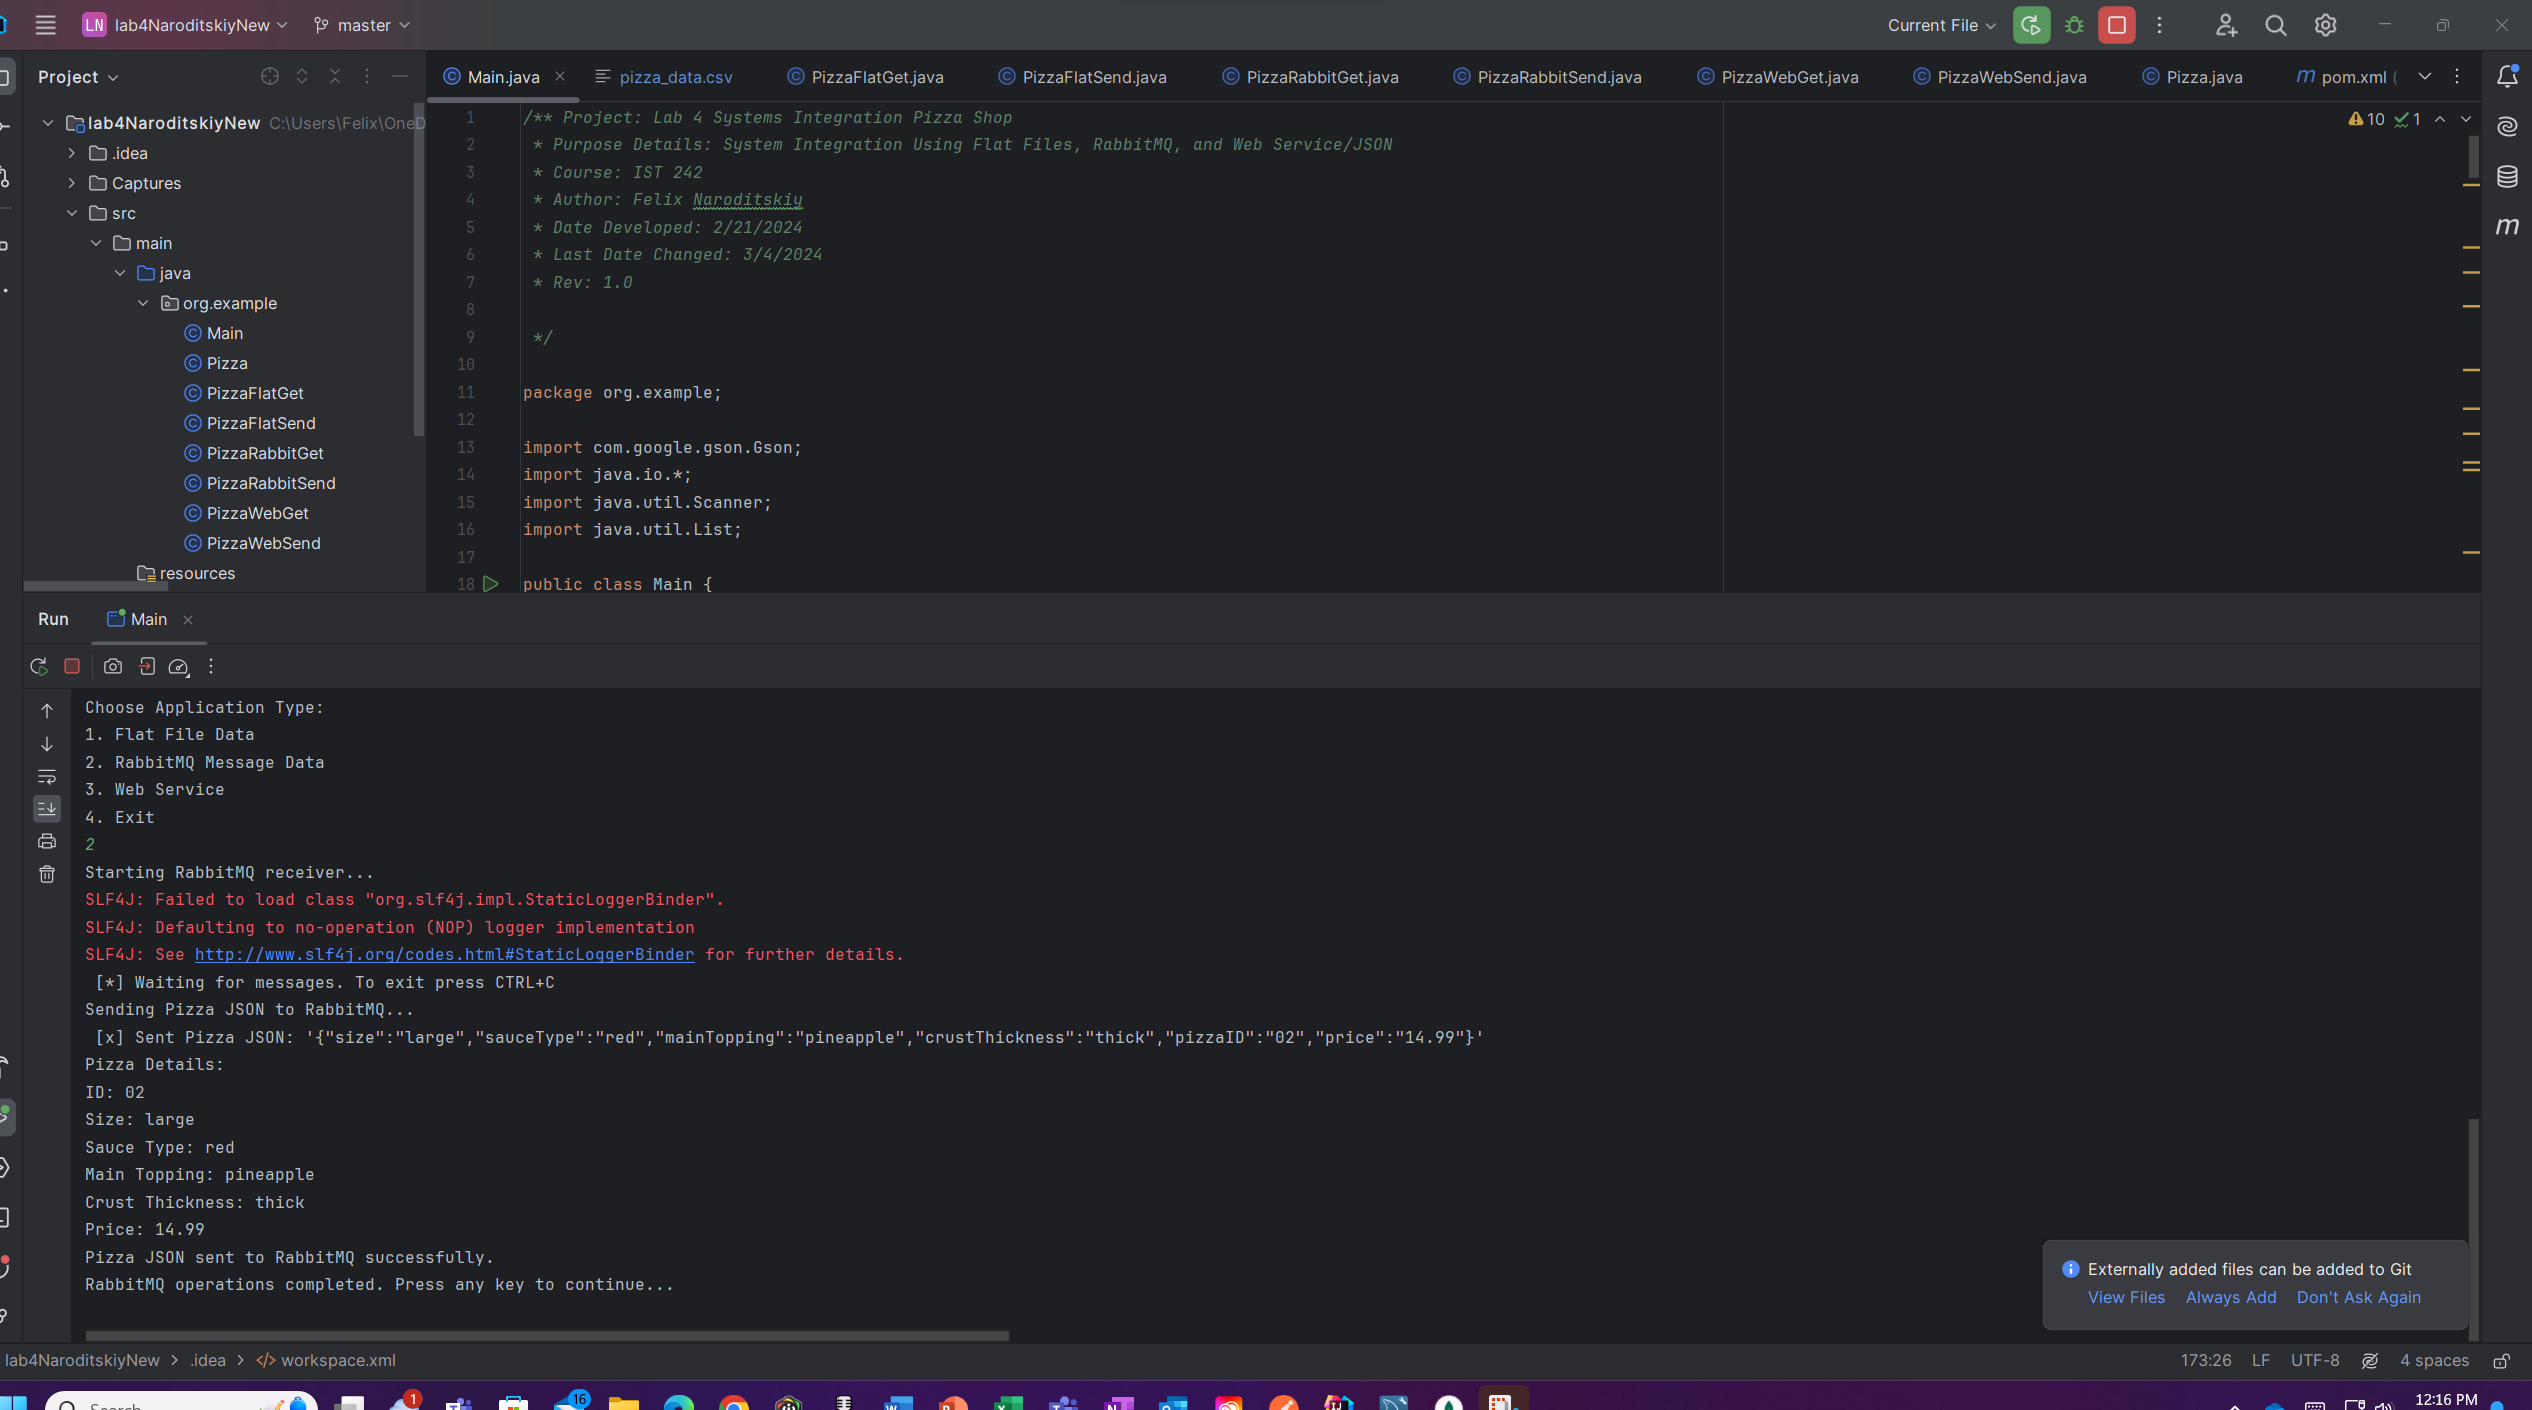 LN lab4NaroditskiyNew master Current File
Project
Main.java pizza_data.csv PizzaFlatGet.java PizzaFlatSend.java PizzaRabbitGet.java PizzaRabbitSend.java PizzaWebGet.java PizzaWebSend.java Pizza.java m pom.xml (
lab4NaroditskiyNew C:\Users\Felix\OneD
.idea
Captures
src
main
java
org.example
Main
Pizza
PizzaFlatGet
PizzaFlatSend
PizzaRabbitGet
PizzaRabbitSend
PizzaWebGet
PizzaWebSend
resources
10 1
1 /** Project: Lab 4 Systems Integration Pizza Shop
2 * Purpose Details: System Integration Using Flat Files, RabbitMQ, and Web Service/JSON
3 * Course: IST 242
4 * Author: Felix Naroditskiy
5 * Date Developed: 2/21/2024
6 * Last Date Changed: 3/4/2024
7 * Rev: 1.0
8
9 */
10
11 package org.example;
12
13 import com.google.gson.Gson;
14 import java.io.*;
15 import java.util.Scanner;
16 import java.util.List;
17
18 public class Main {
m
Run Main
Choose Application Type:
1. Flat File Data
2. RabbitMQ Message Data
3. Web Service
4. Exit
2
Starting RabbitMQ receiver...
SLF4J: Failed to load class "org.slf4j.impl.StaticLoggerBinder".
SLF4J: Defaulting to no-operation (NOP) logger implementation
SLF4J: See http://www.slf4j.org/codes.html#StaticLoggerBinder for further details.
[*] Waiting for messages. To exit press CTRL+C
Sending Pizza JSON to RabbitMQ...
[x] Sent Pizza JSON: '{"size":"large","sauceType":"red","mainTopping":"pineapple","crustThickness":"thick","pizzaID":"02","price":"14.99"}'
Pizza Details:
ID: 02
Size: large
Sauce Type: red
Main Topping: pineapple
Crust Thickness: thick
Price: 14.99
Pizza JSON sent to RabbitMQ successfully.
RabbitMQ operations completed. Press any key to continue...
Externally added files can be added to Git
View Files Always Add Don't Ask Again
lab4NaroditskiyNew > .idea > workspace.xml
173:26 LF UTF-8 4 spaces
Search
1
16
12:16 PM